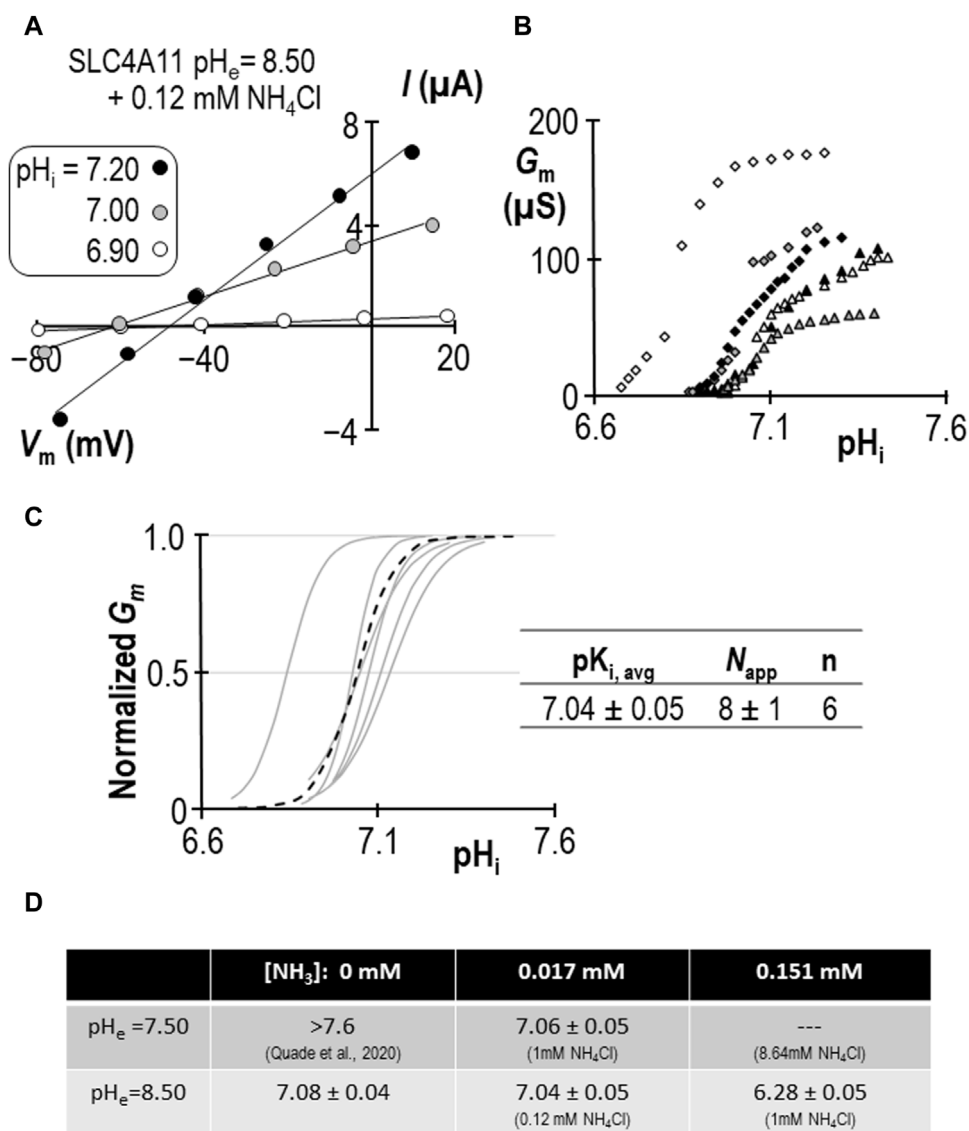 A
SLC4A11 pHe= 8.50
+ 0.12 mM NH4Cl
I (µA)
8
4
−4
pHi = 7.20
7.00
6.90
−80
−40
20
Vm (mV)
B
200
Gm
(µS)
100
0
6.6
7.1
7.6
pHi
C
Normalized Gm
1.0
0.5
0
6.6
7.1
7.6
pHi
pKi, avg Napp n
7.04 ± 0.05 8 ± 1 6
D
[NH3]: 0 mM 0.017 mM 0.151 mM
pHe =7.50 >7.6 7.06 ± 0.05 ---
(Quade et al., 2020) (1mM NH4Cl) (8.64mM NH4Cl)
pHe=8.50 7.08 ± 0.04 7.04 ± 0.05 6.28 ± 0.05
(0.12 mM NH4Cl) (1mM NH4Cl)